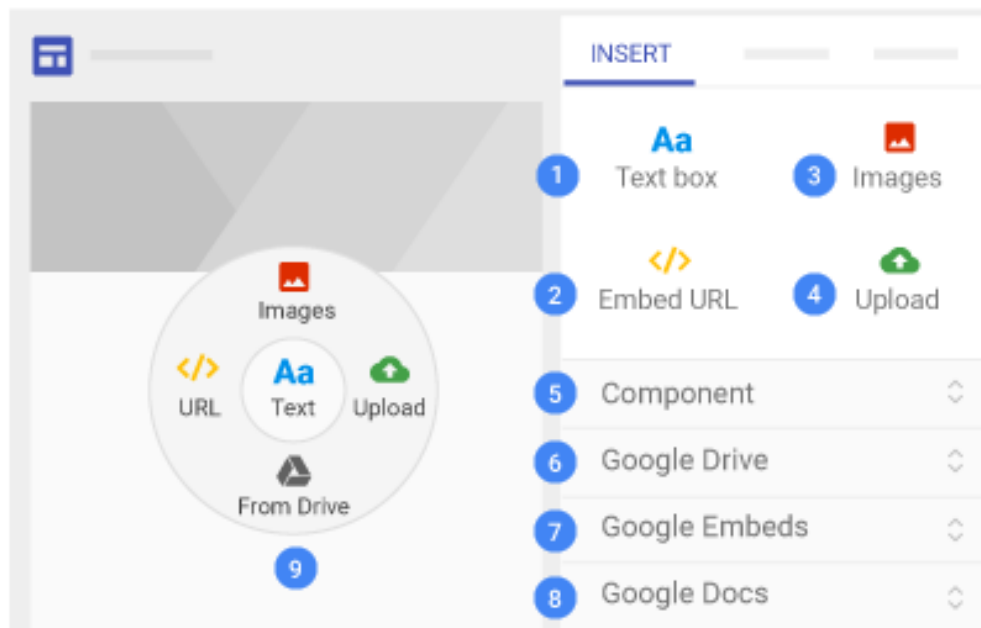 INSERT
Aa
1 Text box
3 Images
</> 
2 Embed URL
4 Upload
5 Component
6 Google Drive
7 Google Embeds
8 Google Docs
Images
</>
URL
Aa
Text
Upload
From Drive
9